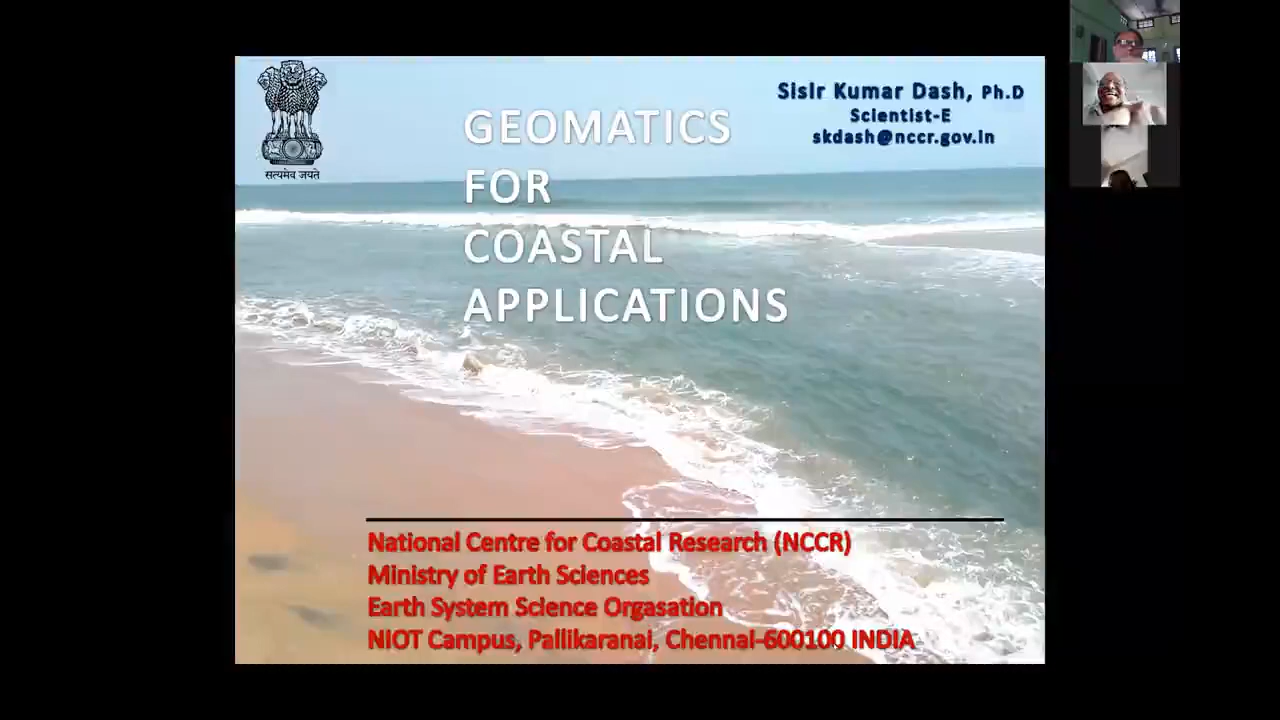 सत्यमेव जयते
GEOMATICS
FOR
COASTAL
APPLICATIONS
Sisir Kumar Dash, Ph.D
Scientist-E
skdash@nccr.gov.in
National Centre for Coastal Research (NCCR)
Ministry of Earth Sciences
Earth System Science Orgasation
NIOT Campus, Pallikaranai, Chennai-600100 INDIA